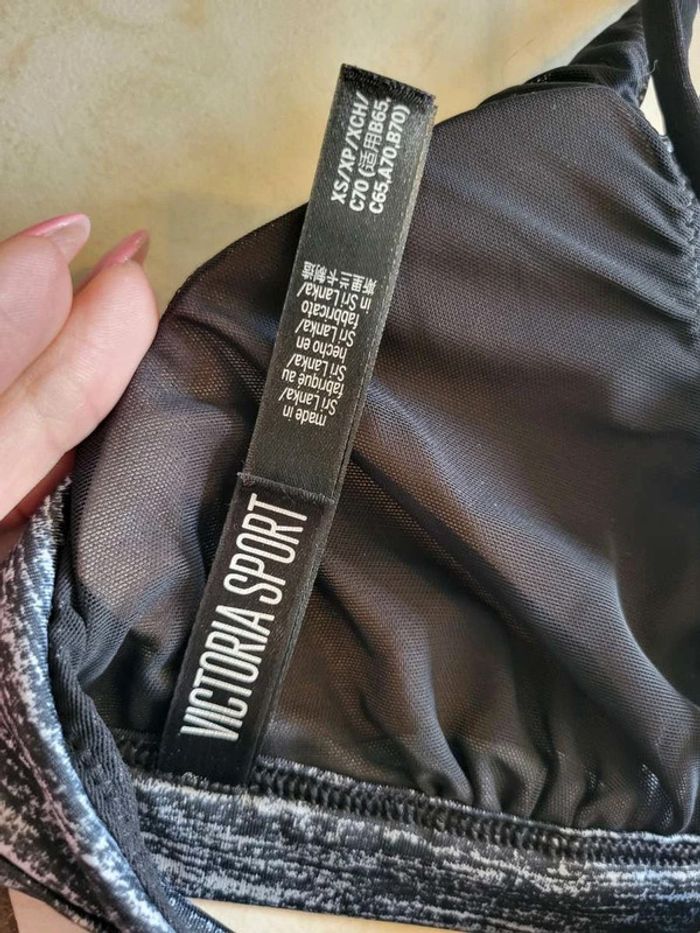 XS/XP/XCH/
C70 (适用B65,
C65,A70,B70)
made in
Sri Lanka/
fabriqué au
Sri Lanka/
hecho en
Sri Lanka/
fabbricato
in Sri Lanka/
斯里兰卡制造
VICTORIA SPORT